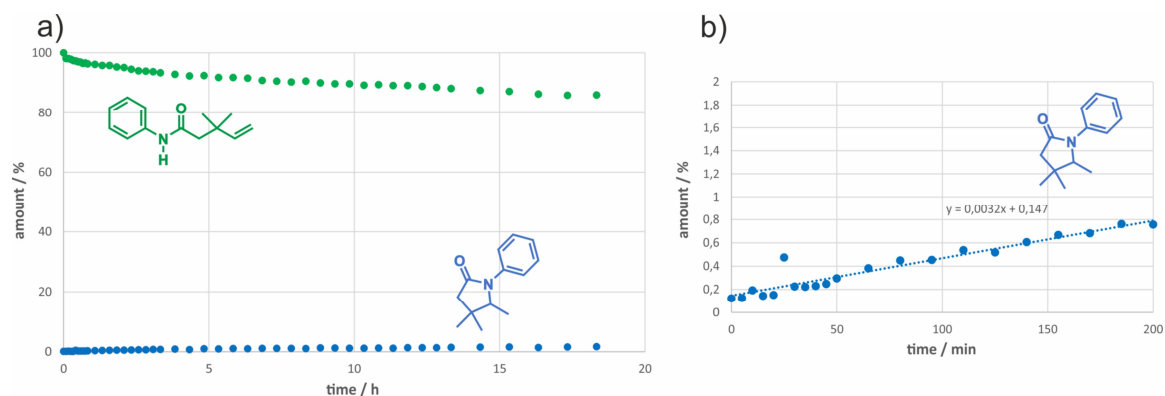 a)
100
80
60
40
20
0
amount / %
O
N
H
O
N
0
5
10
15
20
time / h
b)
2
1,8
1,6
1,4
1,2
1
0,8
0,6
0,4
0,2
0
amount / %
O
N
y = 0,0032x + 0,147
0
50
100
150
200
time / min